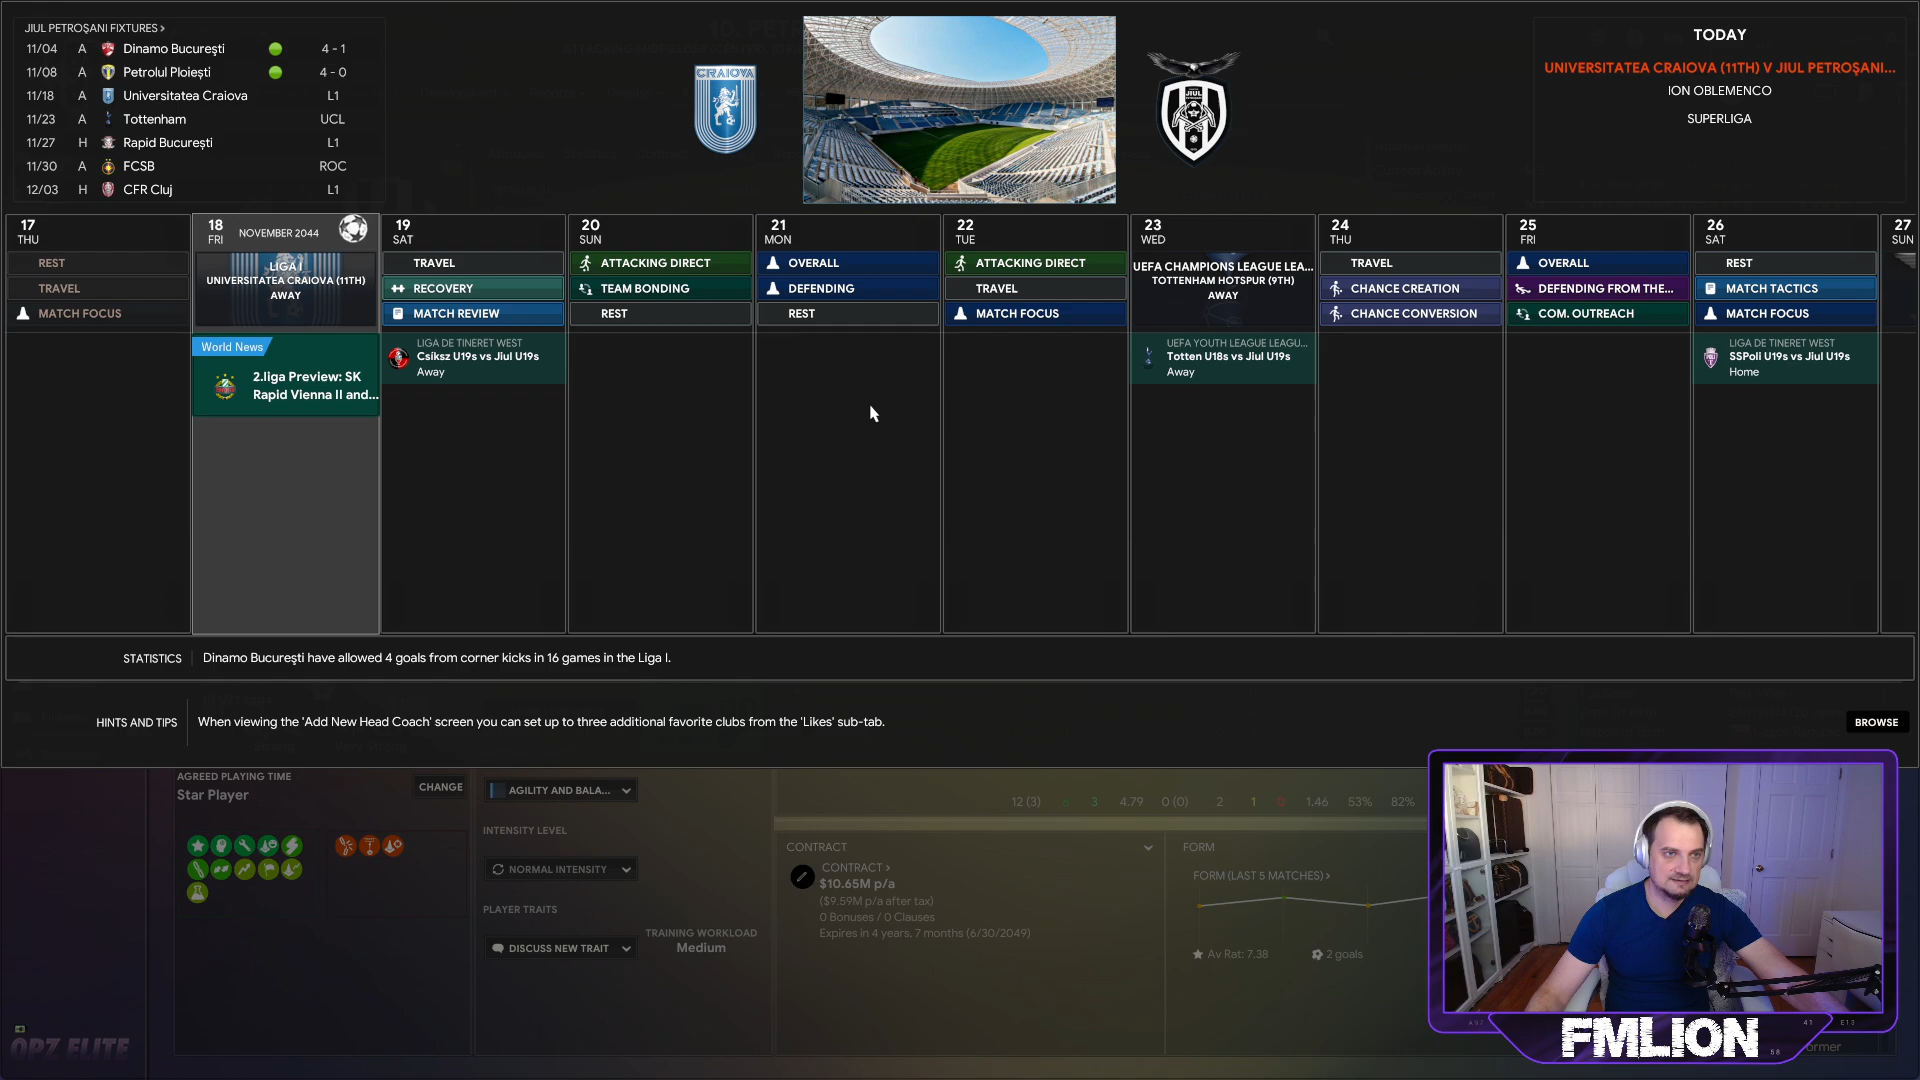 JIUL PETROȘANI FIXTURES >
11/04 A Dinamo București 4 - 1
11/08 A Petrolul Ploiești 4 - 0
11/18 A Universitatea Craiova L1
11/23 A Tottenham UCL
11/27 H Rapid București L1
11/30 A FCSB ROC
12/03 H CFR Cluj L1
CRAIOVA
JIUL
TODAY
UNIVERSITATEA CRAIOVA (11TH) V JIUL PETROȘANI...
ION OBLEMENCO
SUPERLIGA
17
THU
REST
TRAVEL
MATCH FOCUS
18
FRI
NOVEMBER 2044
LIGA I
UNIVERSITATEA CRAIOVA (11TH)
AWAY
World News
2.liga Preview: SK
Rapid Vienna II and...
19
SAT
TRAVEL
RECOVERY
MATCH REVIEW
LIGA DE TINERET WEST
Csíksz U19s vs Jiul U19s
Away
20
SUN
ATTACKING DIRECT
TEAM BONDING
REST
21
MON
OVERALL
DEFENDING
REST
22
TUE
ATTACKING DIRECT
TRAVEL
MATCH FOCUS
23
WED
UEFA CHAMPIONS LEAGUE LEA...
TOTTENHAM HOTSPUR (9TH)
AWAY
UEFA YOUTH LEAGUE LEAGU...
Totten U18s vs Jiul U19s
Away
24
THU
TRAVEL
CHANCE CREATION
CHANCE CONVERSION
25
FRI
OVERALL
DEFENDING FROM THE...
COM. OUTREACH
26
SAT
REST
MATCH TACTICS
MATCH FOCUS
LIGA DE TINERET WEST
SSPoli U19s vs Jiul U19s
Home
27
SUN
STATISTICS
Dinamo București have allowed 4 goals from corner kicks in 16 games in the Liga I.
HINTS AND TIPS
When viewing the 'Add New Head Coach' screen you can set up to three additional favorite clubs from the 'Likes' sub-tab.
BROWSE
AGREED PLAYING TIME
Star Player
CHANGE
AGILITY AND BALA...
INTENSITY LEVEL
NORMAL INTENSITY
PLAYER TRAITS
DISCUSS NEW TRAIT
TRAINING WORKLOAD
Medium
12 (3) 3 4.79 0 (0) 2 1 0 1.46 53% 82%
CONTRACT
CONTRACT >
$10.65M p/a
($9.59M p/a after tax)
0 Bonuses / 0 Clauses
Expires in 4 years, 7 months (6/30/2049)
FORM
FORM (LAST 5 MATCHES) >
Av Rat: 7.38
2 goals
OPZ ELITE
FMLION